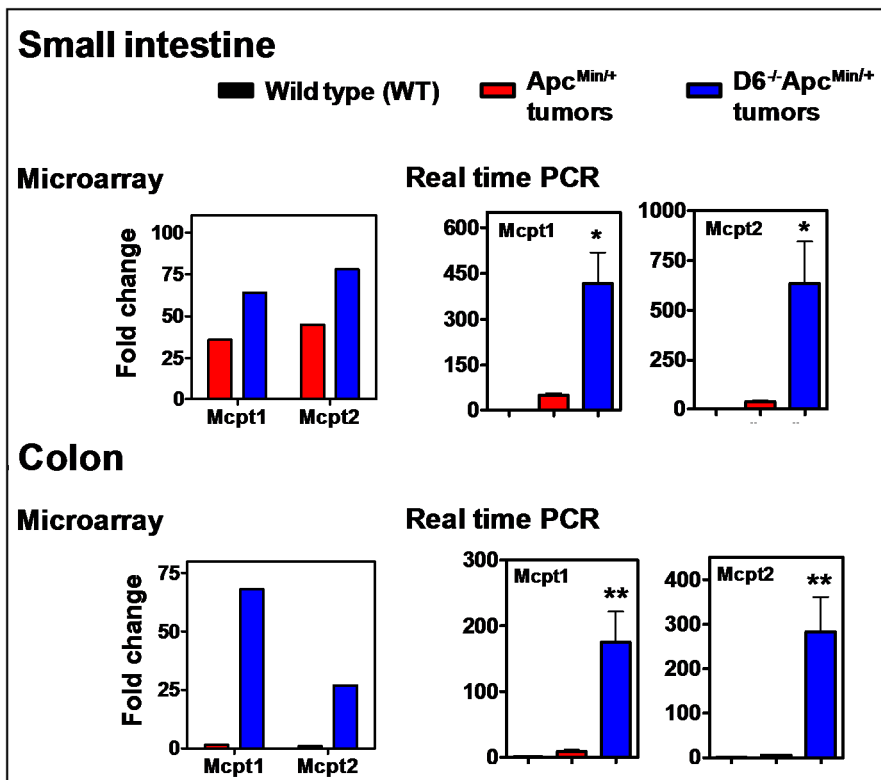 Small intestine
Wild type (WT)
Apc^Min/+ tumors
D6^-/-Apc^Min/+ tumors
Microarray
Real time PCR
Fold change
100
75
50
25
0
Mcpt1 Mcpt2
Mcpt1
600
450
300
150
0
*
Mcpt2
1000
750
500
250
0
*
Colon
Microarray
Real time PCR
Fold change
75
50
25
0
Mcpt1 Mcpt2
Mcpt1
300
200
100
0
**
Mcpt2
400
300
200
100
0
**